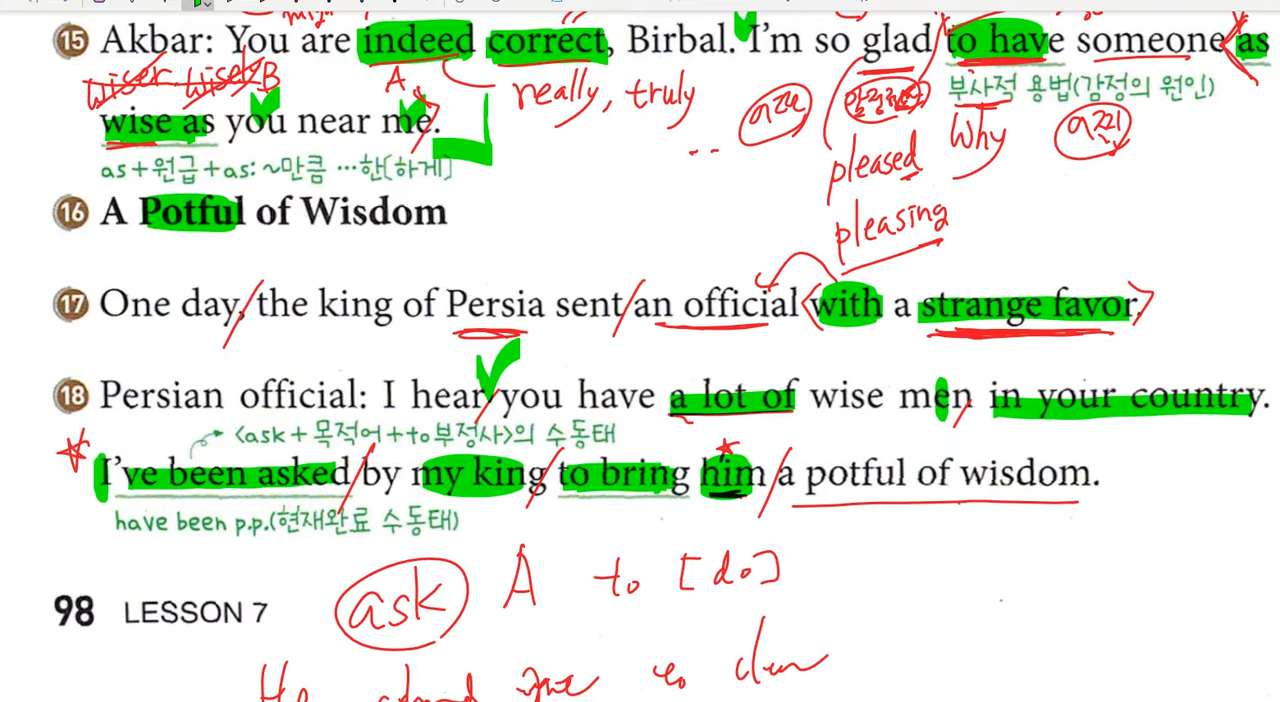 15 Akbar: You are indeed correct, Birbal. I'm so glad to have someone as
wiser wisely B A really, truly 부사적 용법(감정의 원인)
wise as you near me. why 어찌
as+원급+as: ~만큼 …한[하게] pleased
16 A Potful of Wisdom
pleasing
17 One day, the king of Persia sent an official with a strange favor.
18 Persian official: I hear you have a lot of wise men in your country.
<ask+목적어+to부정사>의 수동태
I've been asked by my king to bring him a potful of wisdom.
have been p.p.(현재완료 수동태)
ask A to [do]
98 LESSON 7